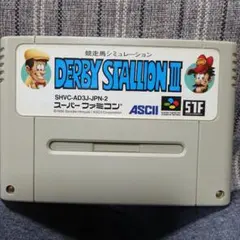 競走馬シミュレーション
DERBY STALLION III
SHVC-AD3J-JPN-2
スーパーファミコン
ASCII
STF